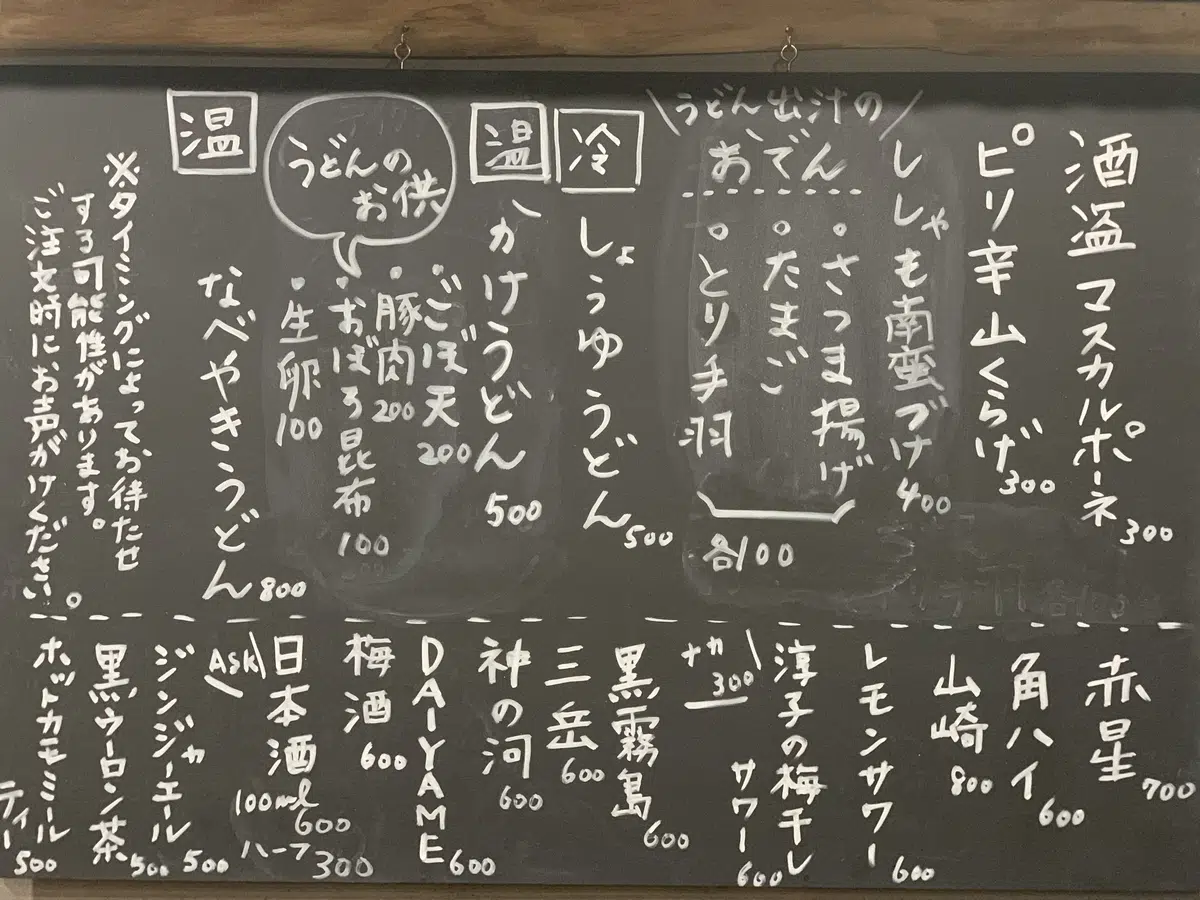 酒盗マスカルポーネ 300
ピリ辛山くらげ 300
ししゃも南蛮づけ 400
\うどん出汁の/
おでん
。さつま揚げ
。たまご
。とり手羽
各100
冷
しょうゆうどん 500
温
かけうどん 500
うどんの
お供
・ごぼ天 200
・豚肉 200
・おぼろ昆布 100
・生卵 100
温
なべやきうどん 800
※タイミングによってお待たせ
する可能性があります。
ご注文時にお声がけください。
赤星 700
角ハイ 600
山崎 800
レモンサワー 600
淳子の梅干し
サワー 600
ナカ
300
黒霧島 600
三岳 600
神の河 600
DAIYAME 600
梅酒 600
日本酒
100ml
600
ハーフ 300
ASK
ジンジャーエール 500
黒ウーロン茶 500
ホットカモミール
ティー 500